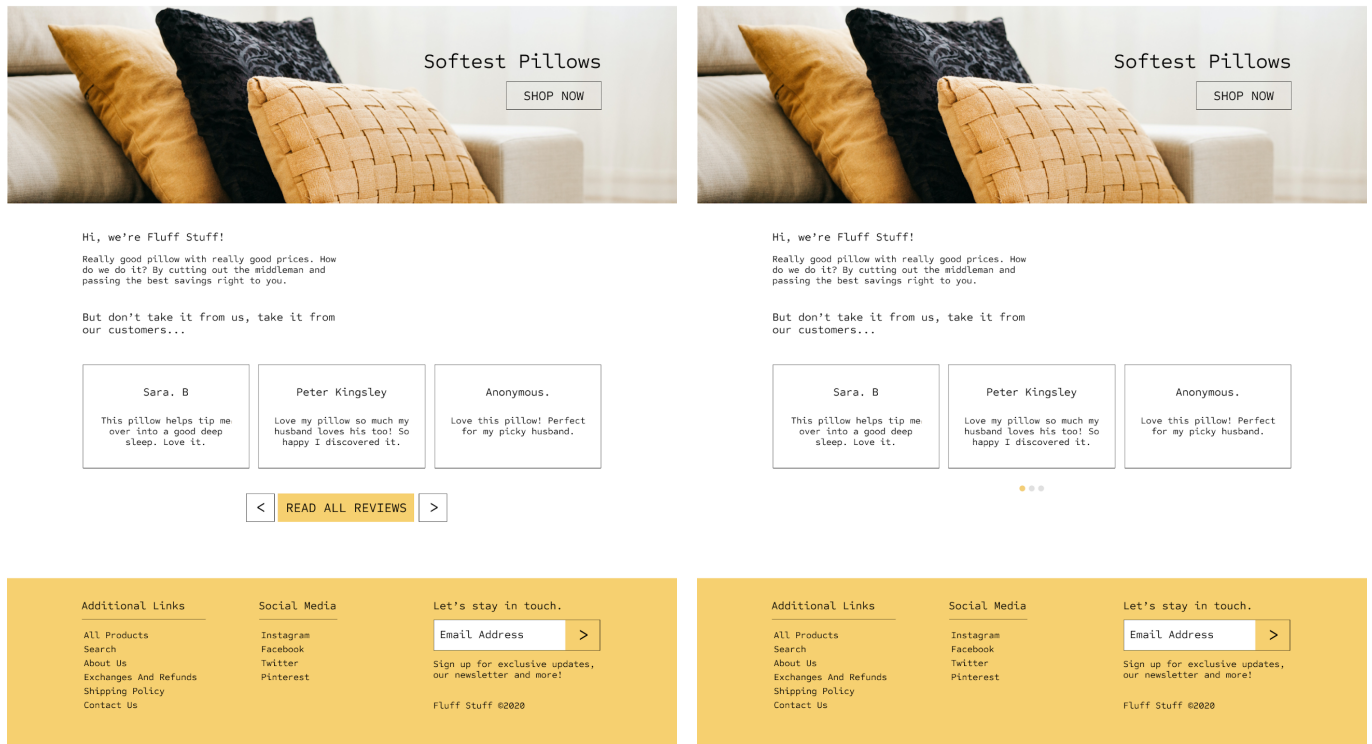 Softest Pillows
SHOP NOW
Hi, we’re Fluff Stuff!
Really good pillow with really good prices. How
do we do it? By cutting out the middleman and
passing the best savings right to you.
But don’t take it from us, take it from
our customers...
Sara. B
This pillow helps tip me
over into a good deep
sleep. Love it.
Peter Kingsley
Love my pillow so much my
husband loves his too! So
happy I discovered it.
Anonymous.
Love this pillow! Perfect
for my picky husband.
<
READ ALL REVIEWS
>
Additional Links
All Products
Search
About Us
Exchanges And Refunds
Shipping Policy
Contact Us
Social Media
Instagram
Facebook
Twitter
Pinterest
Let’s stay in touch.
Email Address >
Sign up for exclusive updates,
our newsletter and more!
Fluff Stuff ©2020
Softest Pillows
SHOP NOW
Hi, we’re Fluff Stuff!
Really good pillow with really good prices. How
do we do it? By cutting out the middleman and
passing the best savings right to you.
But don’t take it from us, take it from
our customers...
Sara. B
This pillow helps tip me
over into a good deep
sleep. Love it.
Peter Kingsley
Love my pillow so much my
husband loves his too! So
happy I discovered it.
Anonymous.
Love this pillow! Perfect
for my picky husband.
Additional Links
All Products
Search
About Us
Exchanges And Refunds
Shipping Policy
Contact Us
Social Media
Instagram
Facebook
Twitter
Pinterest
Let’s stay in touch.
Email Address >
Sign up for exclusive updates,
our newsletter and more!
Fluff Stuff ©2020